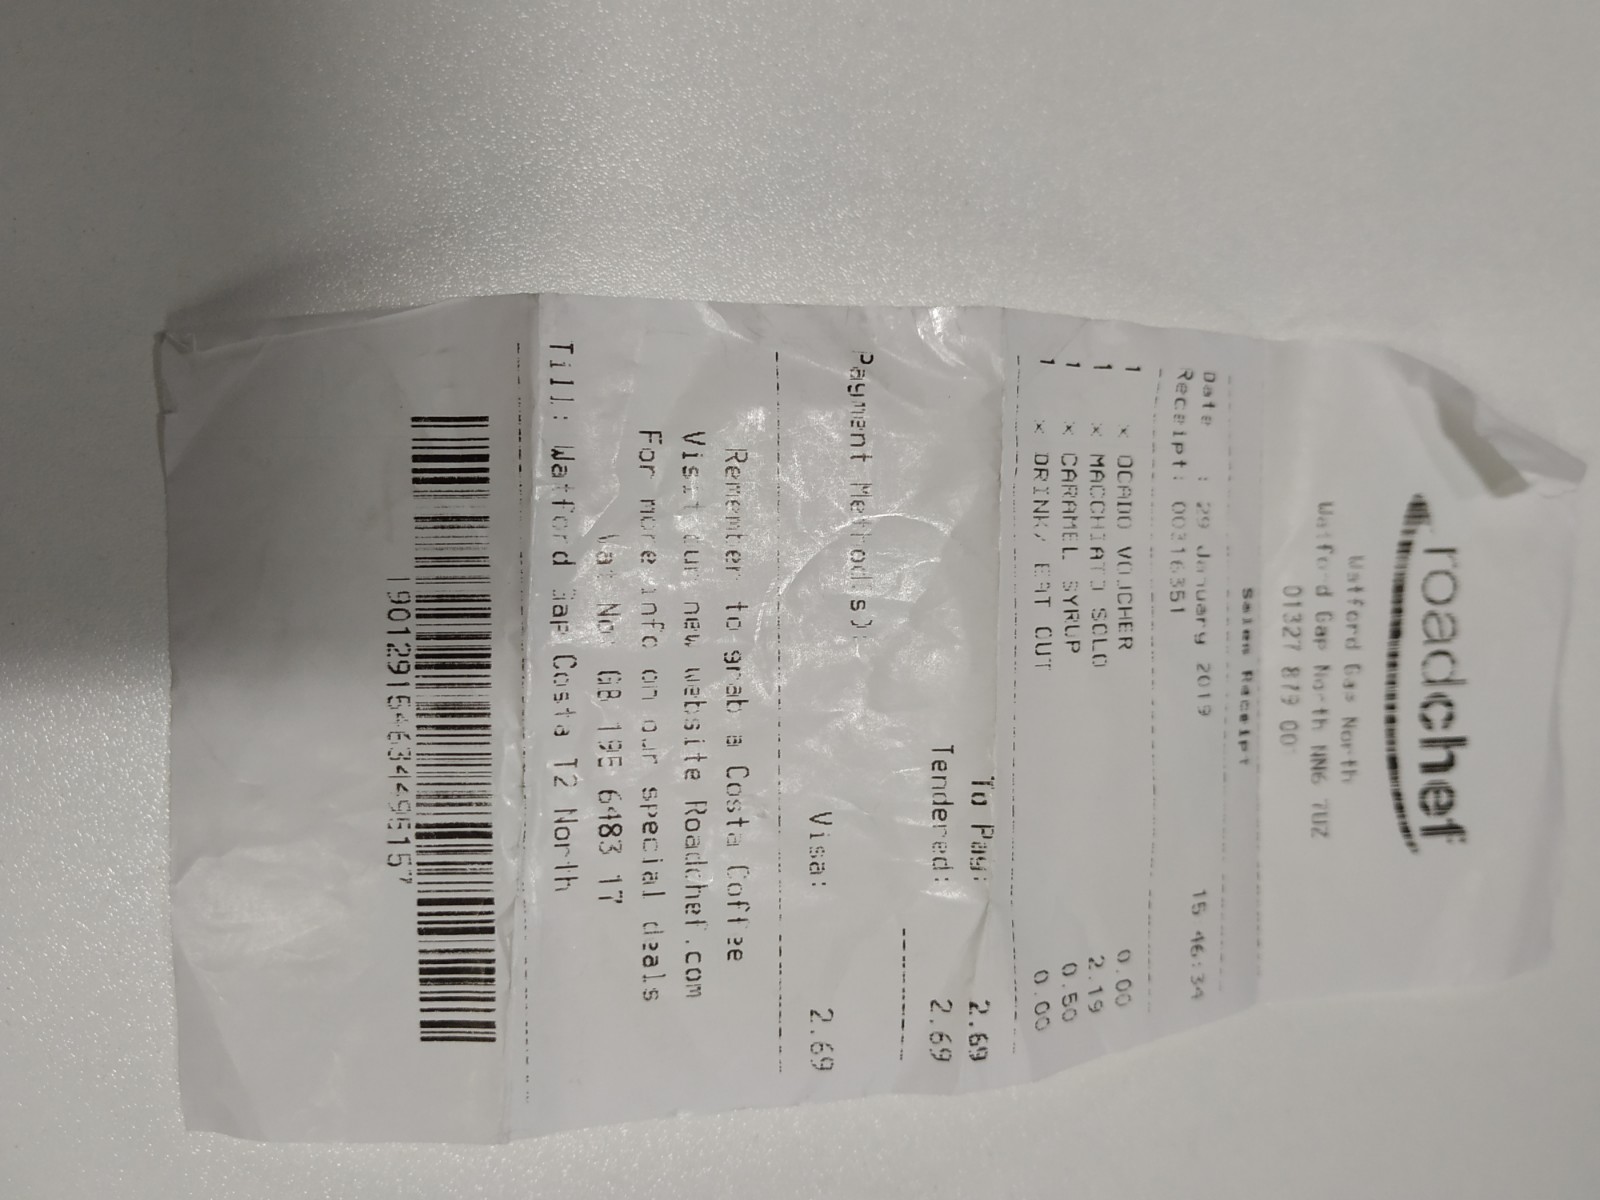 roadchef
Watford Gap North
Watford Gap North NN6 7UZ
01327 879 00
Sales Receipt
Date : 29 January 2019 15:46:34
Receipt: 00216351
1 x OCADO VOUCHER 0.00
1 x MACCHIATO SOLO 2.19
1 x CARAMEL SYRUP 0.50
1 x DRINK/ EAT OUT 0.00
To Pay: 2.69
Tendered: 2.69
Payment Method(s):
Visa: 2.69
Remember to grab a Costa Coffee
Visit our new website Roadchef.com
For more info on our special deals
Vat No: GB 195 6483 17
Till: Watford Gap Costa T2 North